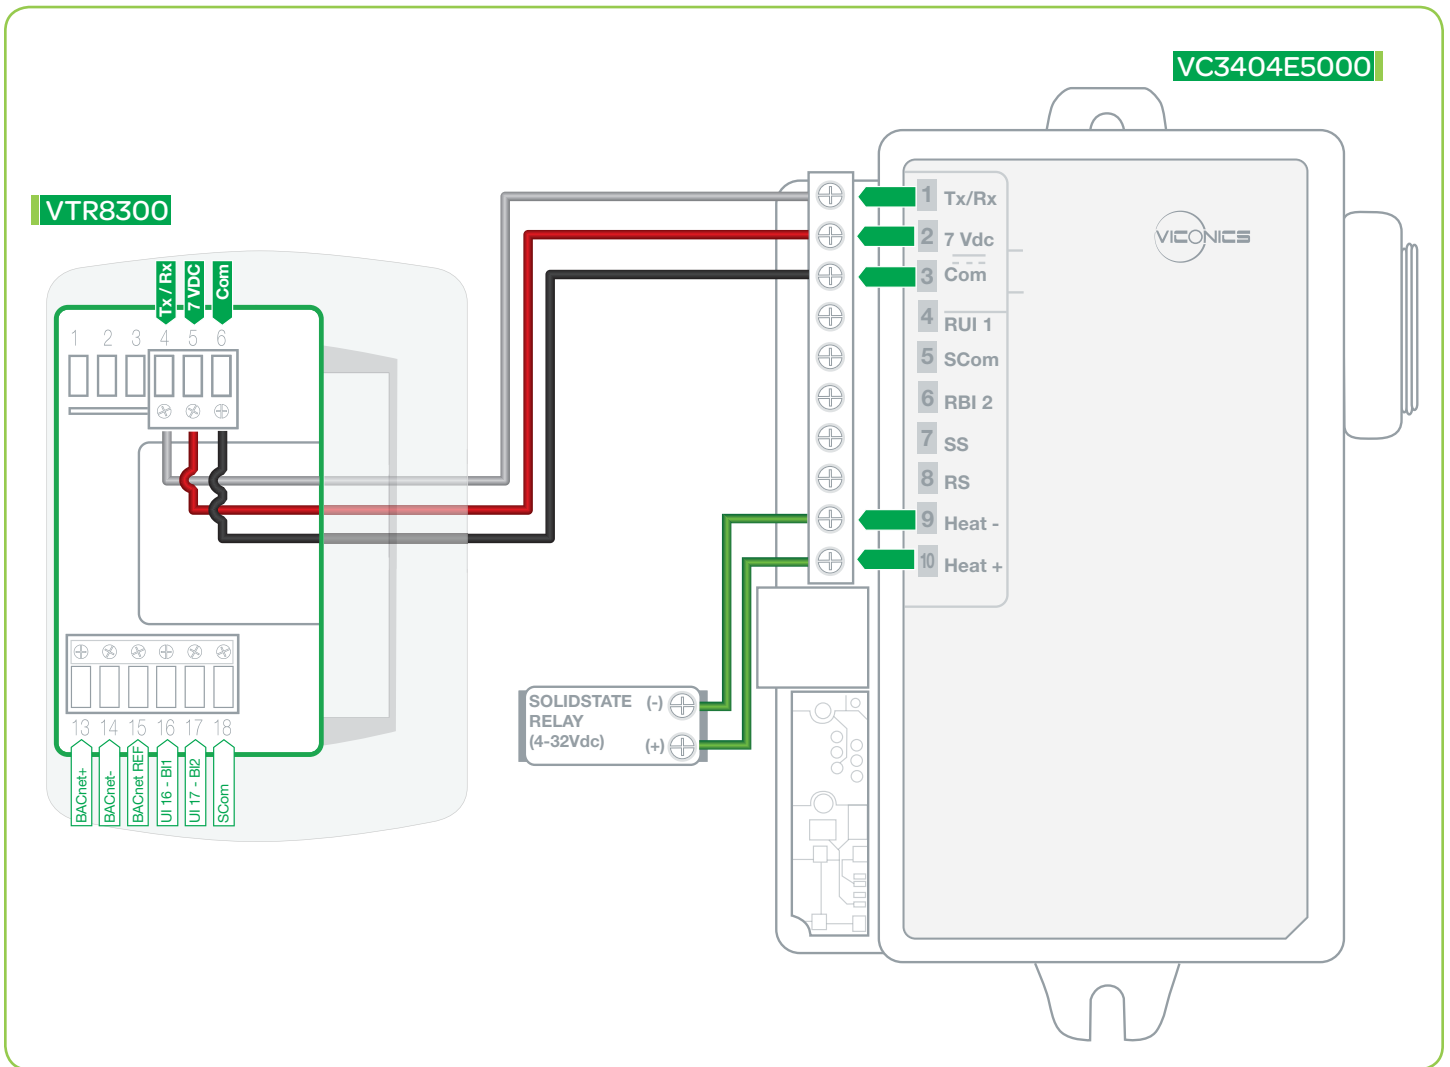 VC3404E5000
VTR8300
Tx / Rx
7 VDC
Com
1 2 3 4 5 6
13 14 15 16 17 18
BACnet+
BACnet-
BACnet REF
UI 16 - BI1
UI 17 - BI2
SCom
SOLIDSTATE (-)
RELAY
(4-32Vdc) (+)
1 Tx/Rx
2 7 Vdc
3 Com
4 RUI 1
5 SCom
6 RBI 2
7 SS
8 RS
9 Heat -
10 Heat +
VICONICS